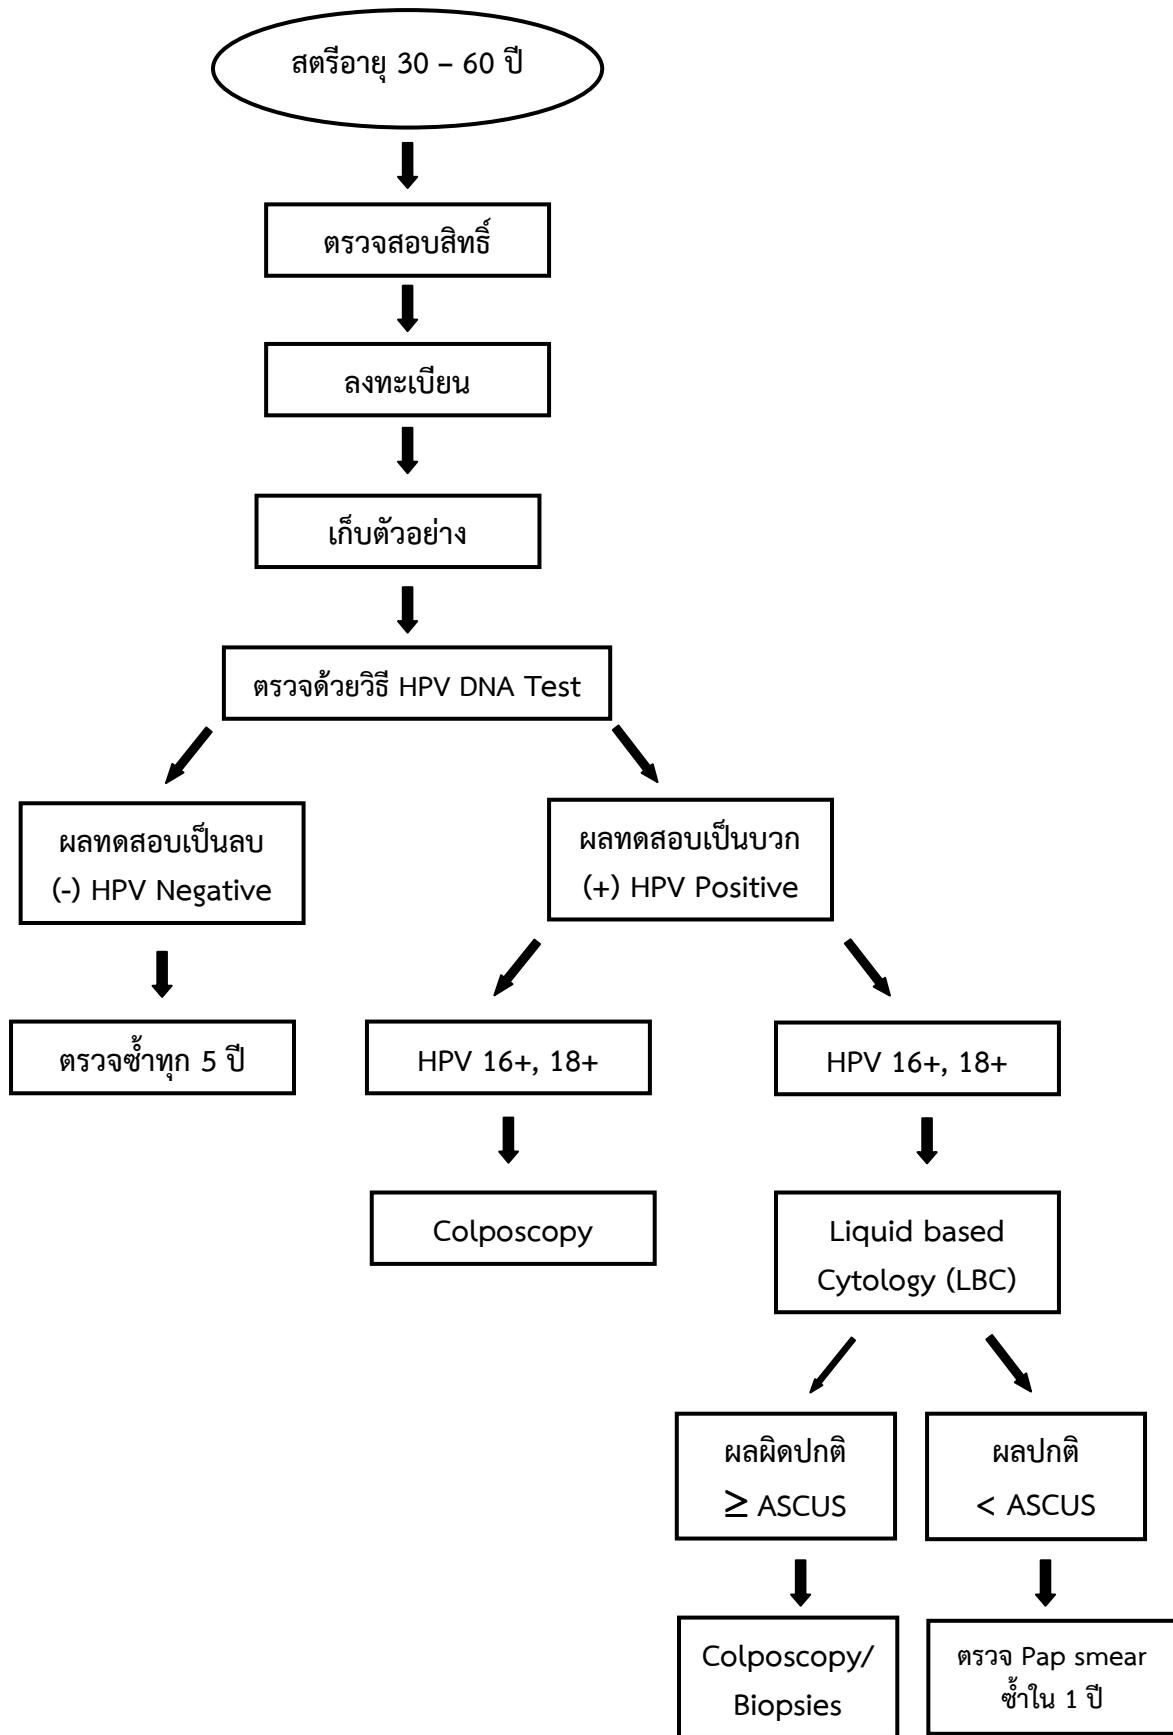 สตรีอายุ 30 – 60 ปี
ตรวจสอบสิทธิ์
ลงทะเบียน
เก็บตัวอย่าง
ตรวจด้วยวิธี HPV DNA Test
ผลทดสอบเป็นลบ
(-) HPV Negative
ผลทดสอบเป็นบวก
(+) HPV Positive
ตรวจซ้ำทุก 5 ปี
HPV 16+, 18+
HPV 16+, 18+
Colposcopy
Liquid based
Cytology (LBC)
ผลผิดปกติ
≥ ASCUS
ผลปกติ
< ASCUS
Colposcopy/
Biopsies
ตรวจ Pap smear
ซ้ำใน 1 ปี